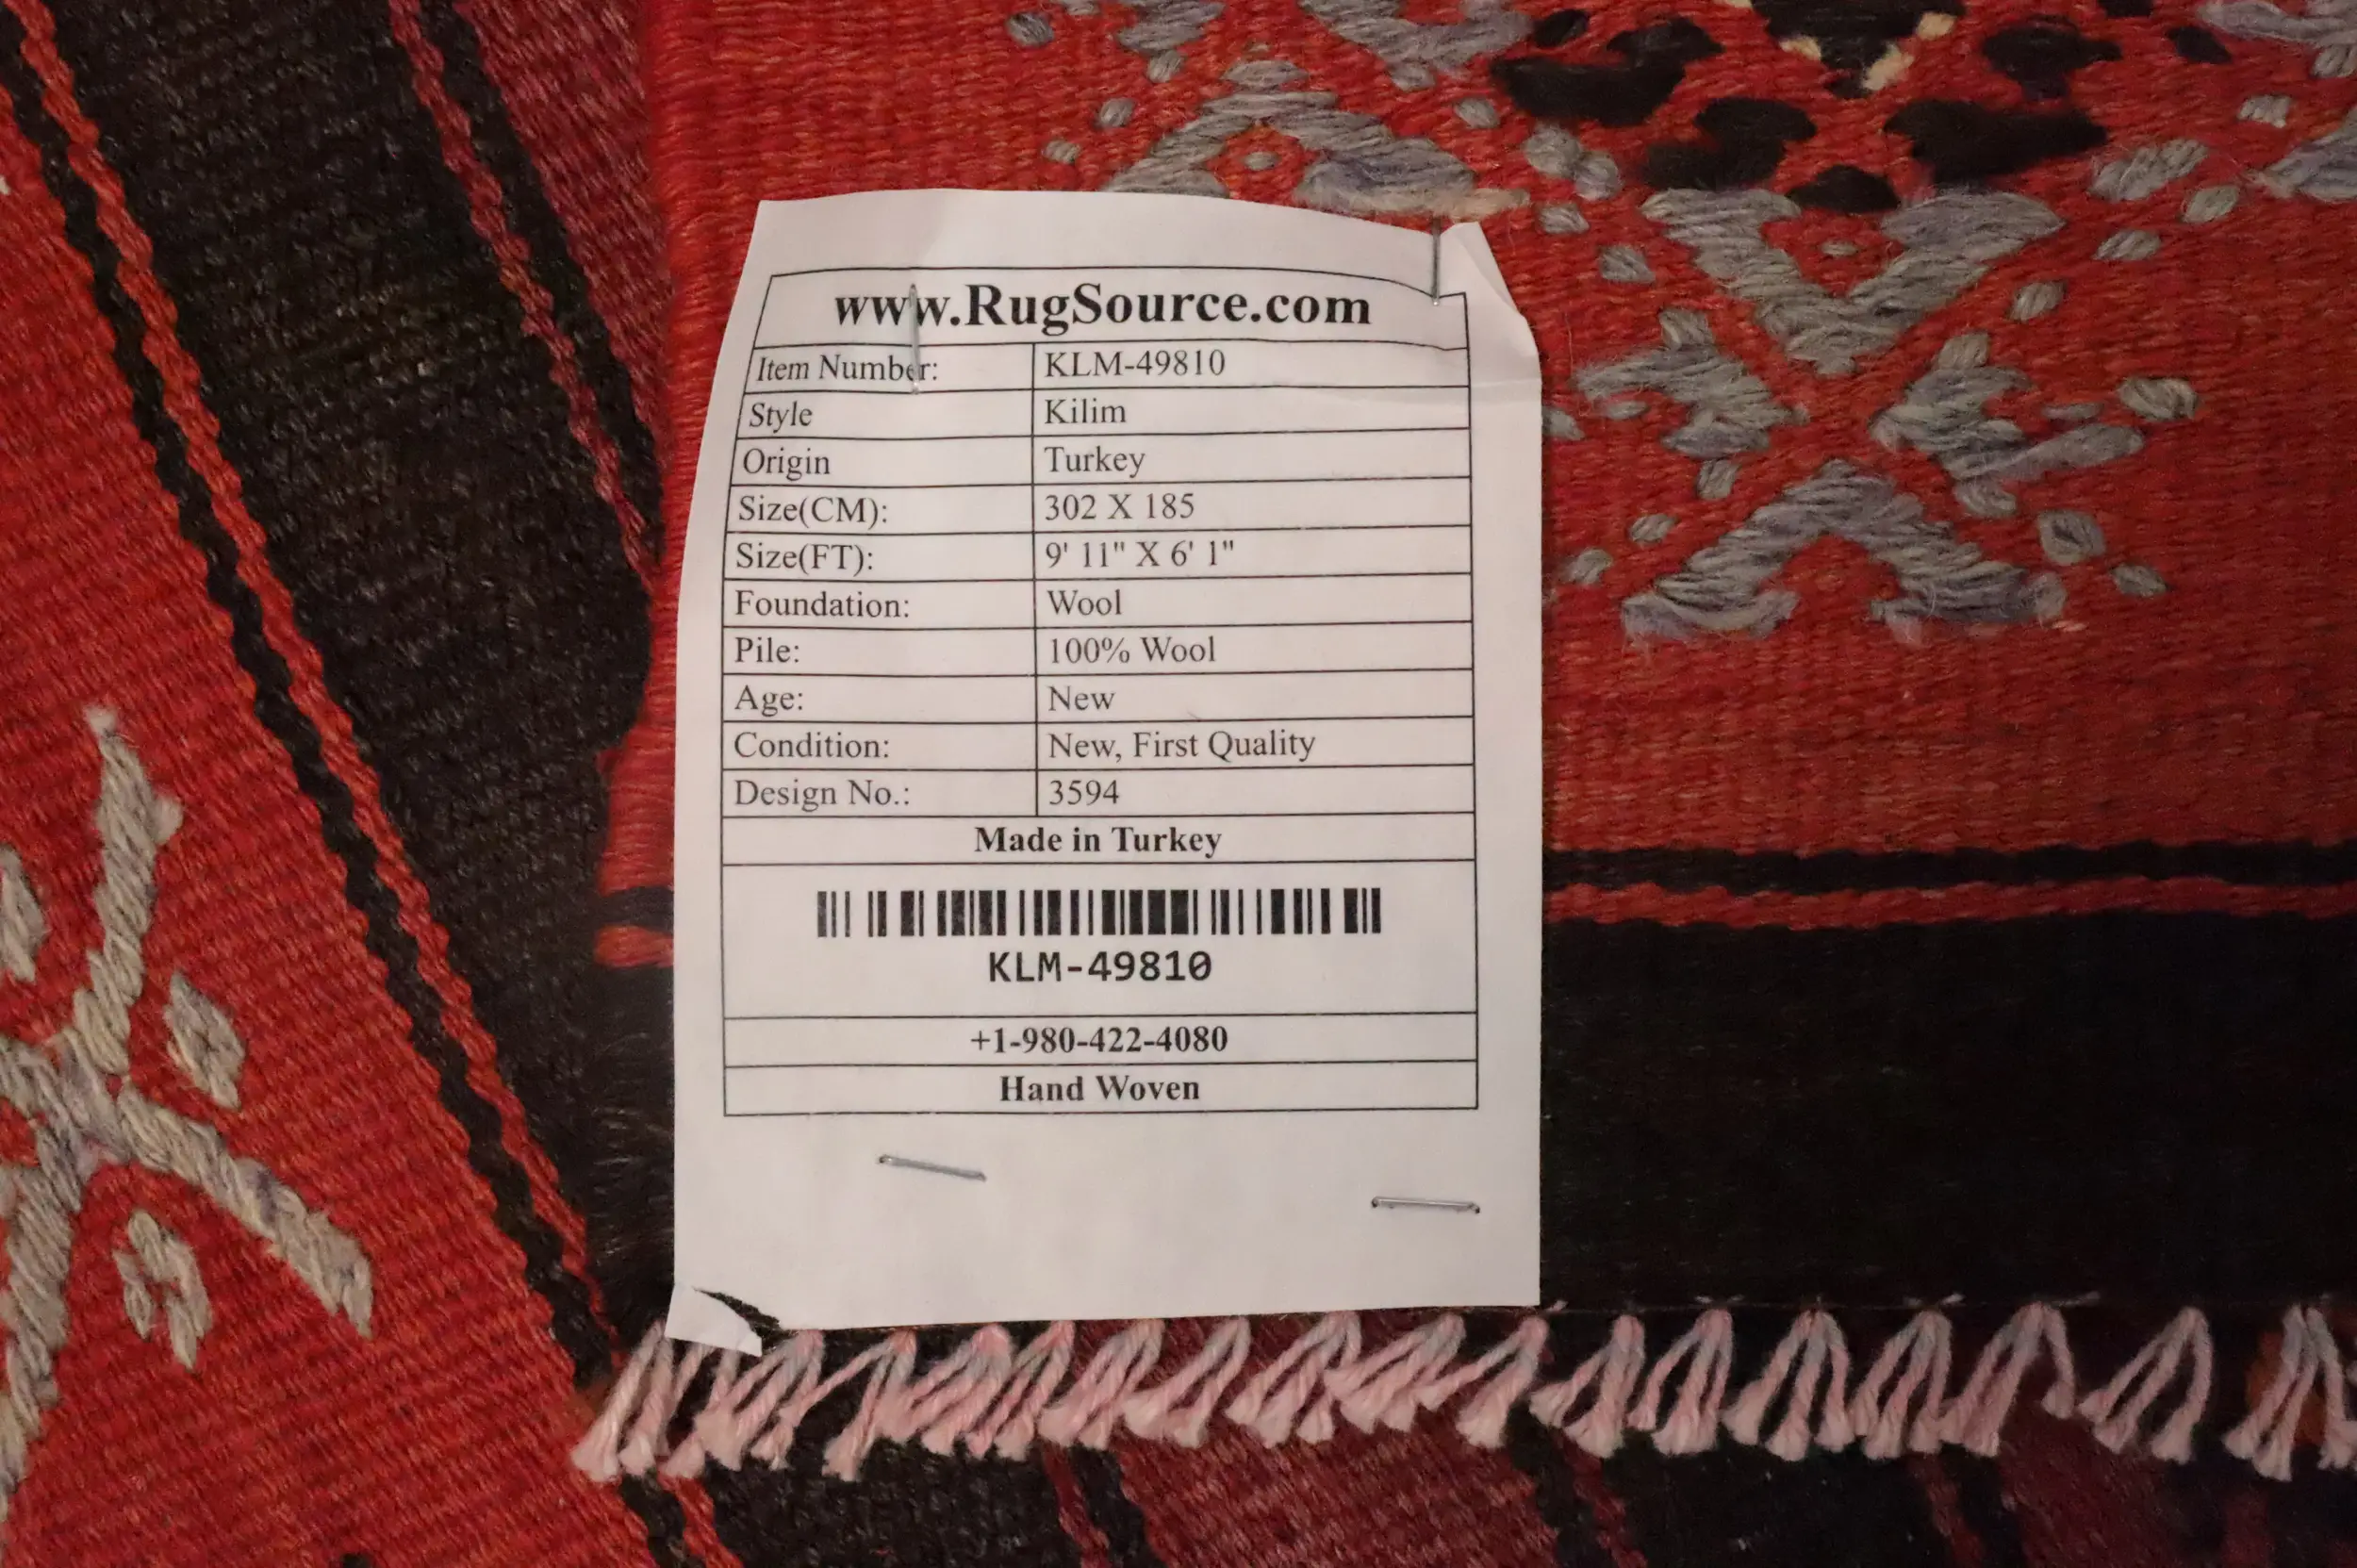 www.RugSource.com
Item Number: KLM-49810
Style Kilim
Origin Turkey
Size(CM): 302 X 185
Size(FT): 9' 11" X 6' 1"
Foundation: Wool
Pile: 100% Wool
Age: New
Condition: New, First Quality
Design No.: 3594
Made in Turkey
KLM-49810
+1-980-422-4080
Hand Woven